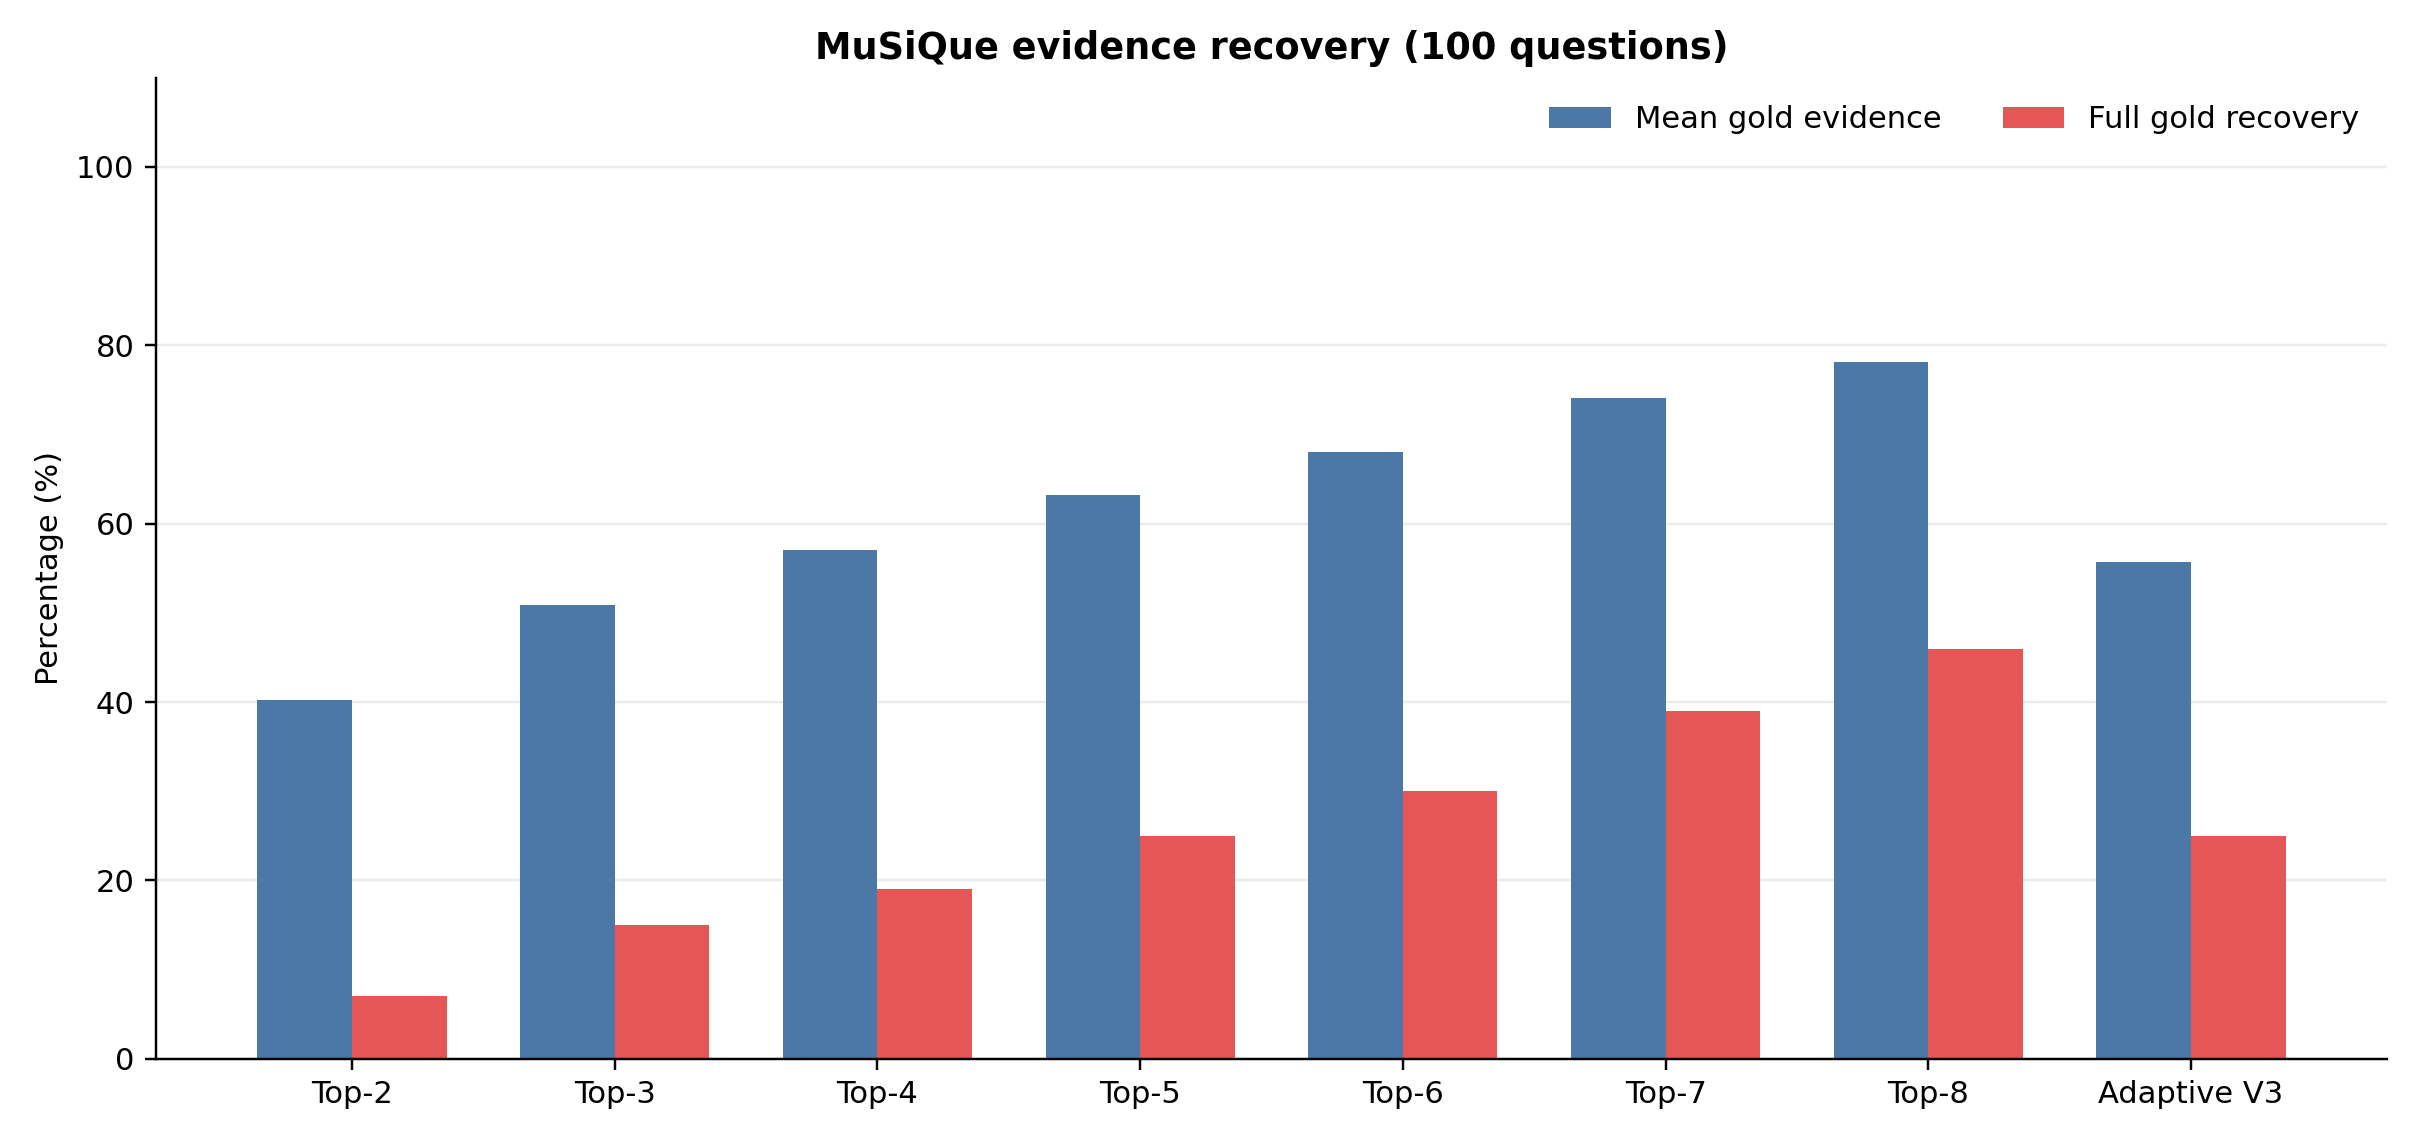 MuSiQue evidence recovery (100 questions)
Mean gold evidence
Full gold recovery
Percentage (%)
100
80
60
40
20
0
Top-2
Top-3
Top-4
Top-5
Top-6
Top-7
Top-8
Adaptive V3